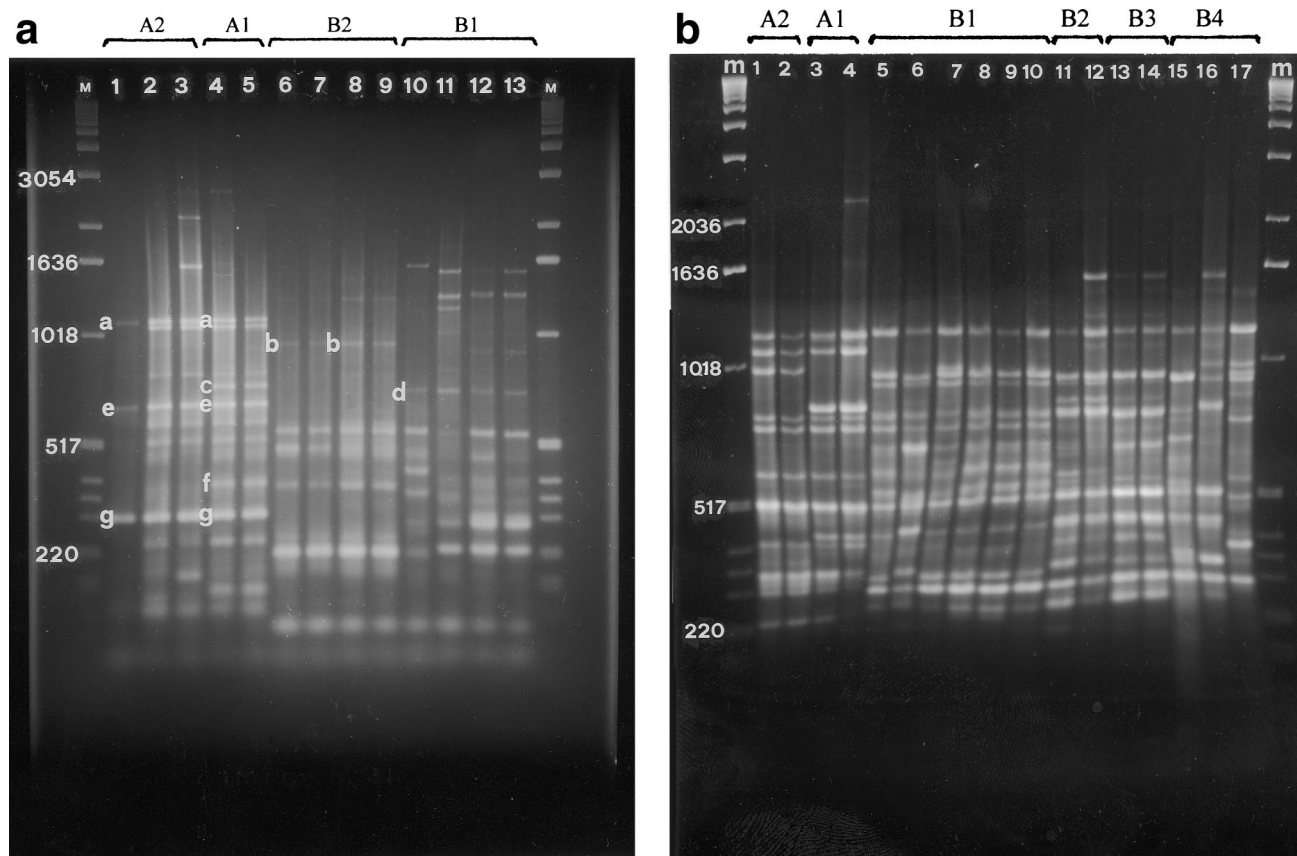 a
A2 A1 B2 B1
M 1 2 3 4 5 6 7 8 9 10 11 12 13 M
3054
1636
a a
1018
b b
c
d
e e
517
f
g g
220
b
A2 A1 B1 B2 B3 B4
m 1 2 3 4 5 6 7 8 9 10 11 12 13 14 15 16 17 m
2036
1636
1018
517
220